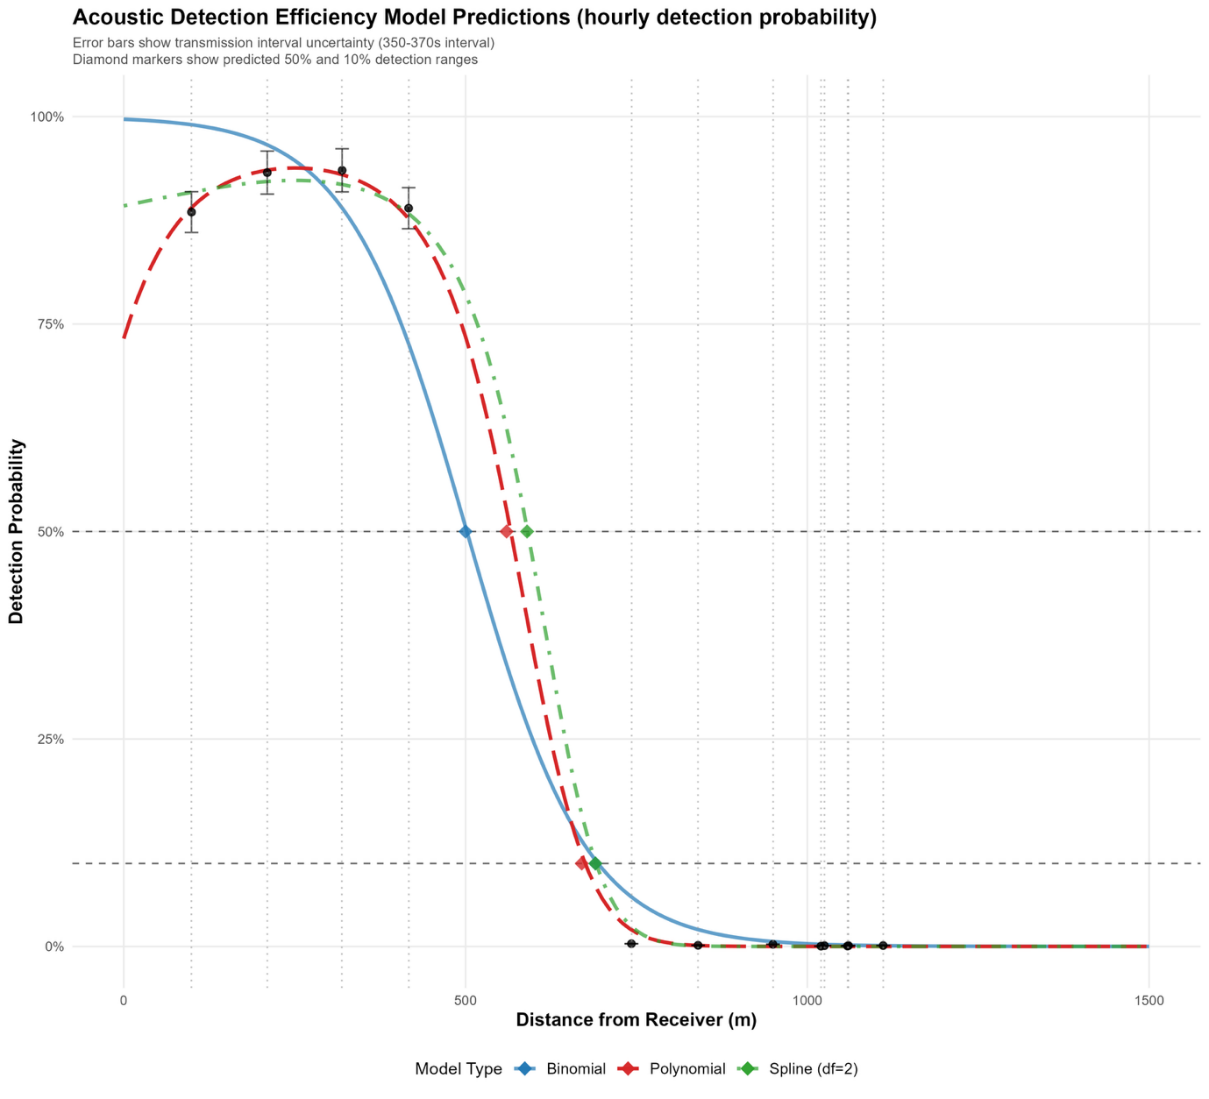 Acoustic Detection Efficiency Model Predictions (hourly detection probability)
Error bars show transmission interval uncertainty (350-370s interval)
Diamond markers show predicted 50% and 10% detection ranges
100%
75%
50%
25%
0%
Detection Probability
0
500
1000
1500
Distance from Receiver (m)
Model Type
Binomial
Polynomial
Spline (df=2)